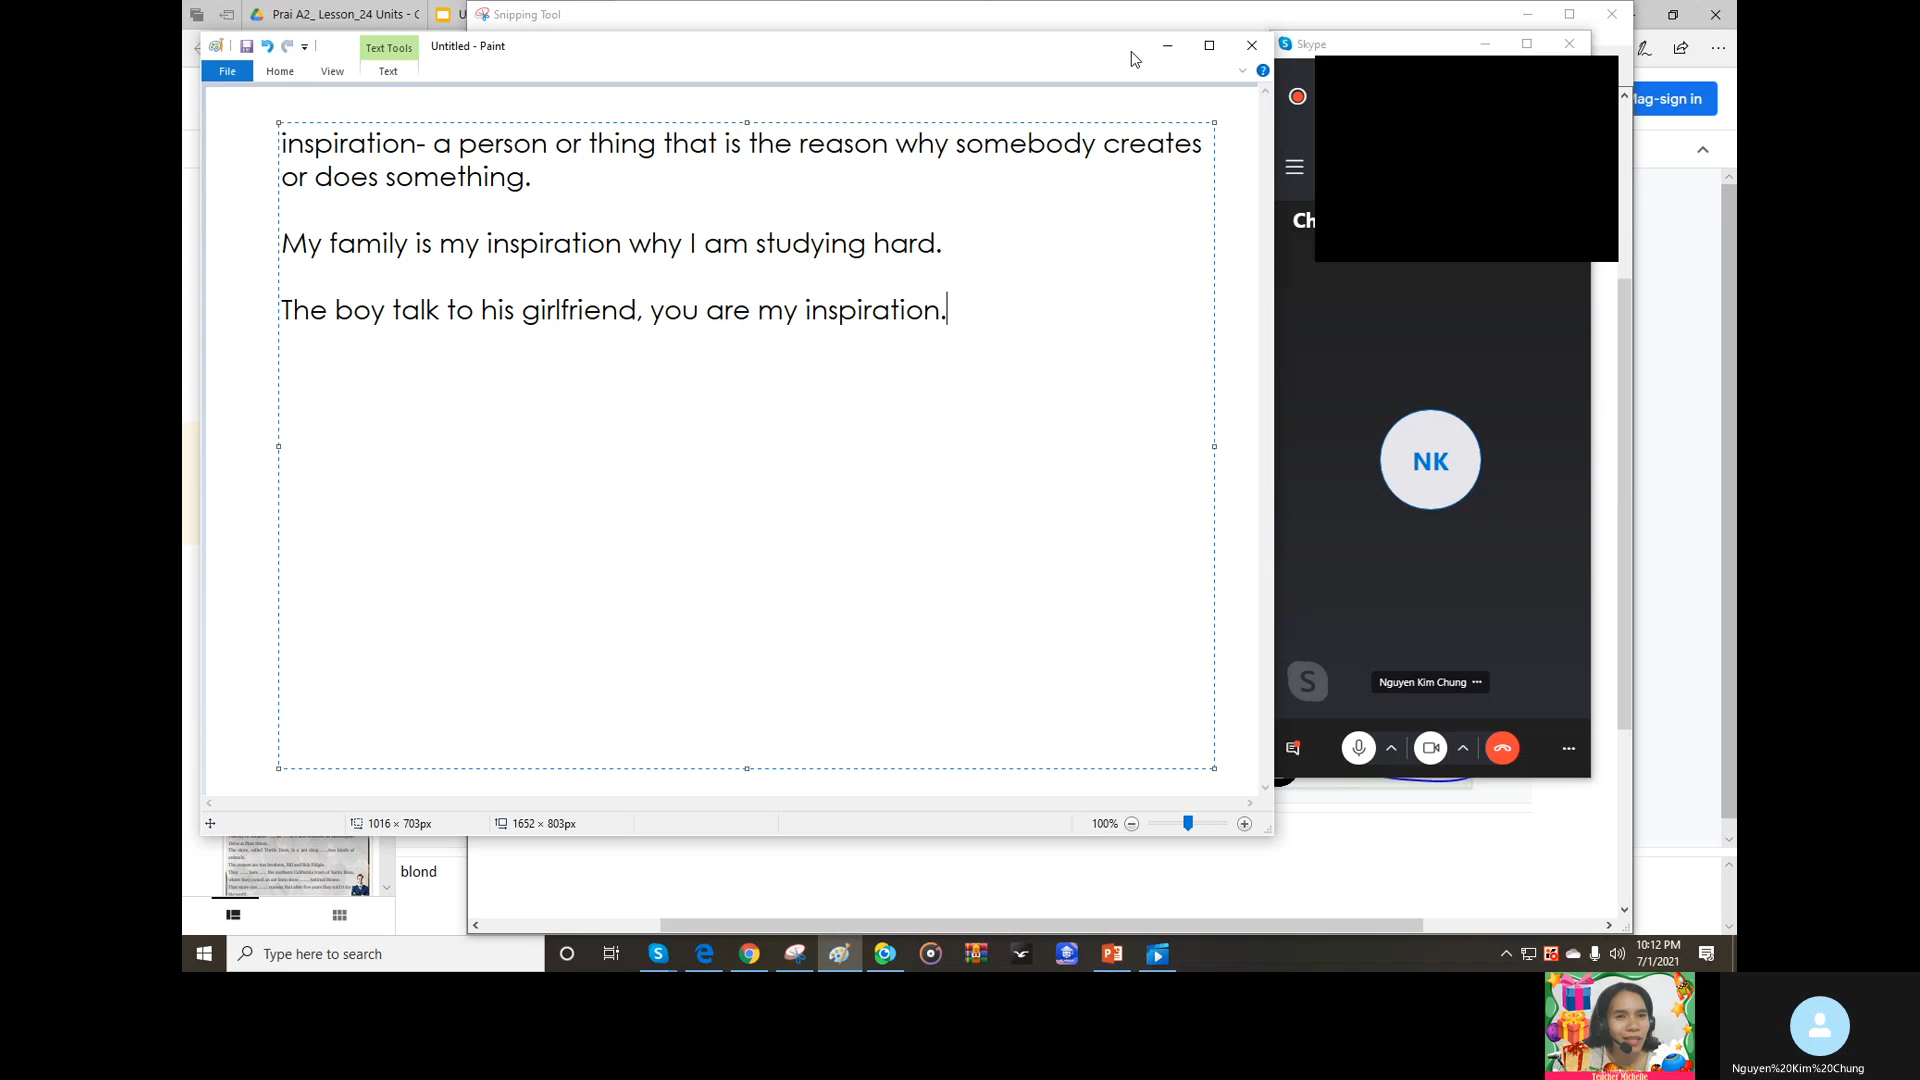 Prai A2_ Lesson_24 Units - 
Snipping Tool
Text Tools
Untitled - Paint
Skype
File
Home
View
Text
Mag-sign in
inspiration- a person or thing that is the reason why somebody creates
or does something.
Ch
My family is my inspiration why I am studying hard.
The boy talk to his girlfriend, you are my inspiration.
NK
Nguyen Kim Chung
1016 × 703px
1652 × 803px
100%
blond
Type here to search
10:12 PM
7/1/2021
Teacher Michelle
Nguyen%20Kim%20Chung